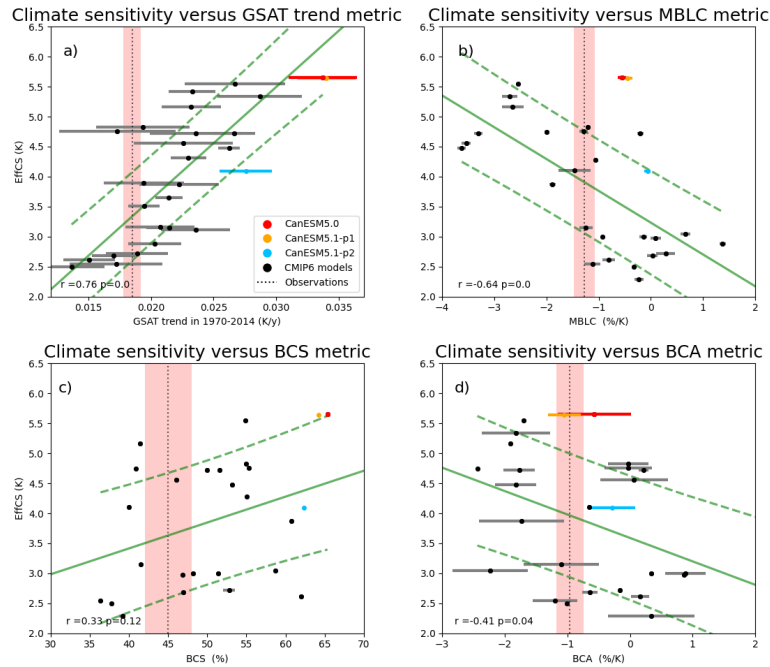 Climate sensitivity versus GSAT trend metric
a)
EffCS (K)
6.5
6.0
5.5
5.0
4.5
4.0
3.5
3.0
2.5
2.0
CanESM5.0
CanESM5.1-p1
CanESM5.1-p2
CMIP6 models
Observations
r =0.76 p=0.0
0.015 0.020 0.025 0.030 0.035
GSAT trend in 1970-2014 (K/y)
Climate sensitivity versus MBLC metric
b)
EffCS (K)
6.5
6.0
5.5
5.0
4.5
4.0
3.5
3.0
2.5
2.0
r =-0.64 p=0.0
−4 −3 −2 −1 0 1 2
MBLC (%/K)
Climate sensitivity versus BCS metric
c)
EffCS (K)
6.5
6.0
5.5
5.0
4.5
4.0
3.5
3.0
2.5
2.0
r =0.33 p=0.12
30 35 40 45 50 55 60 65 70
BCS (%)
Climate sensitivity versus BCA metric
d)
EffCS (K)
6.5
6.0
5.5
5.0
4.5
4.0
3.5
3.0
2.5
2.0
r =-0.41 p=0.04
−3 −2 −1 0 1 2
BCA (%/K)